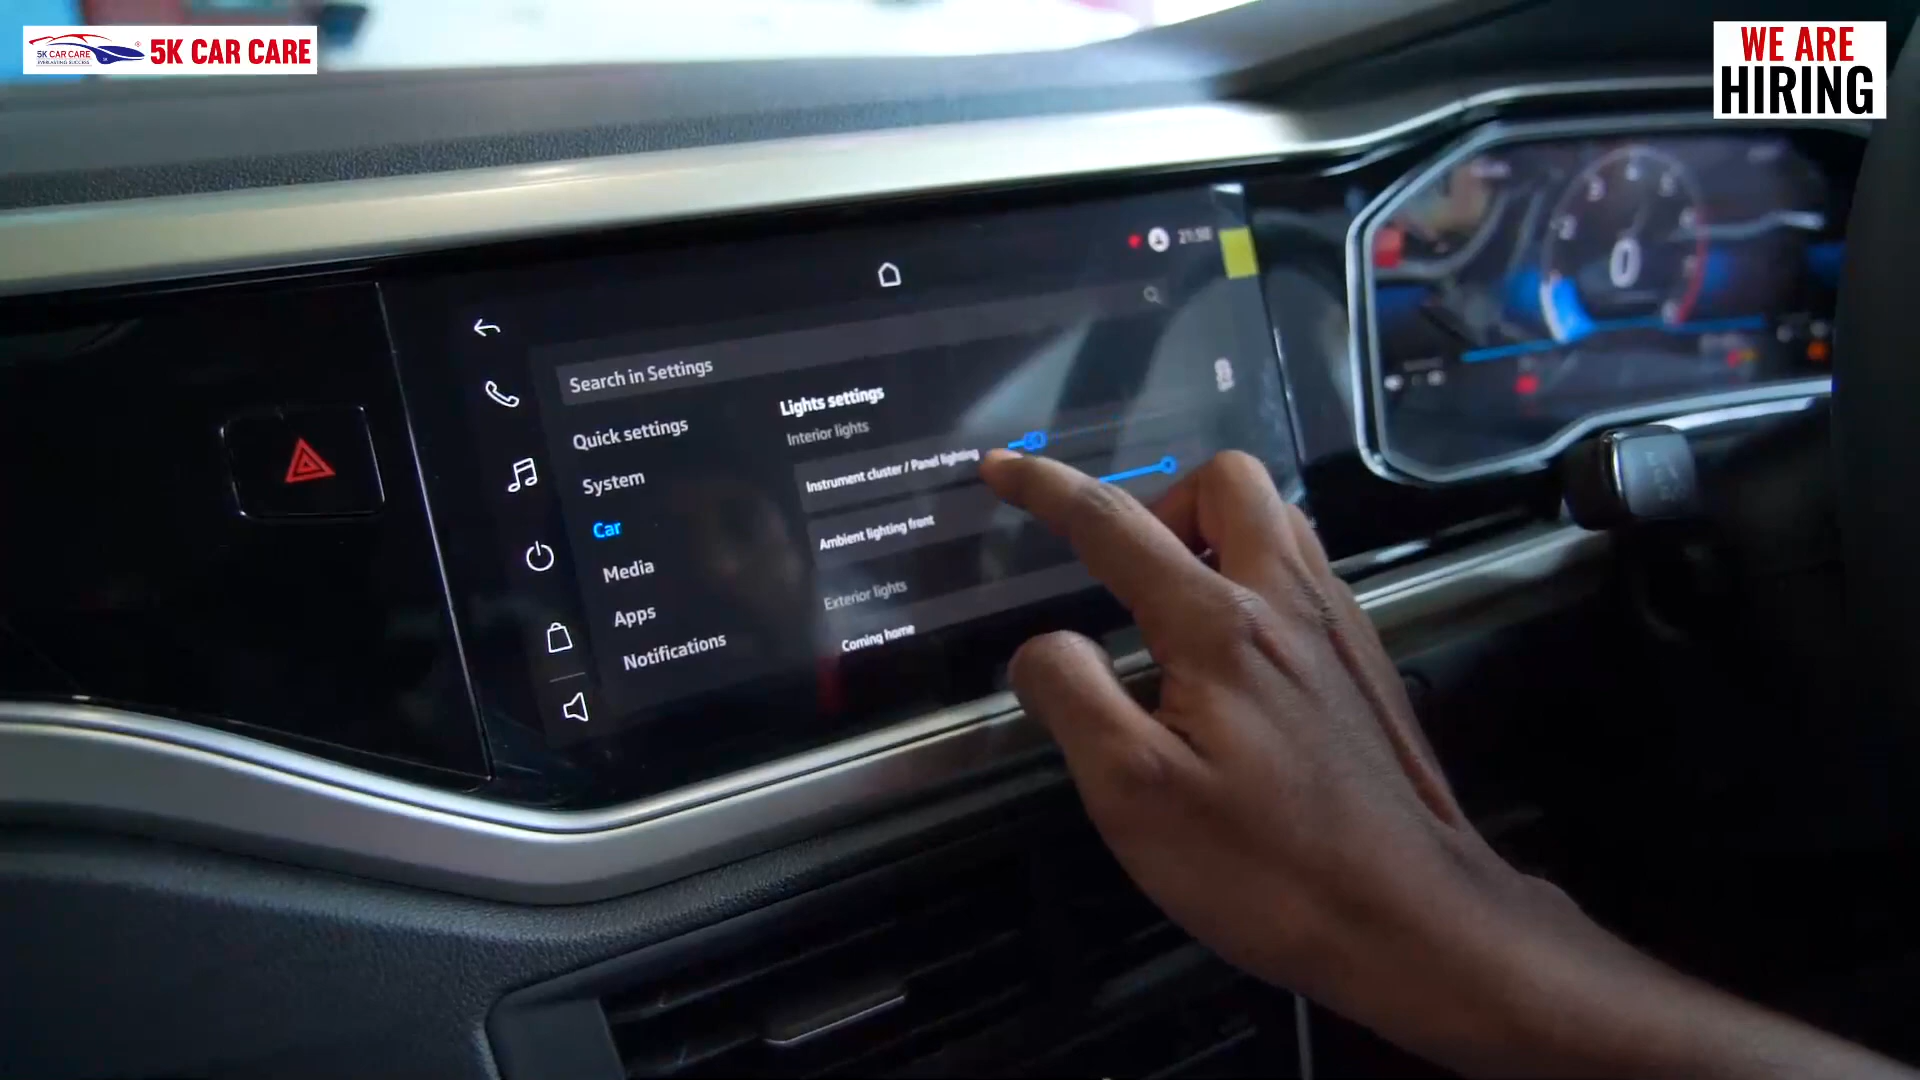 5K CAR CARE
5K CAR CARE
WE ARE
HIRING
Search in Settings
Quick settings
System
Car
Media
Apps
Notifications
Lights settings
Interior lights
Instrument cluster / Panel lighting
Ambient lighting front
Exterior lights
Coming home
0